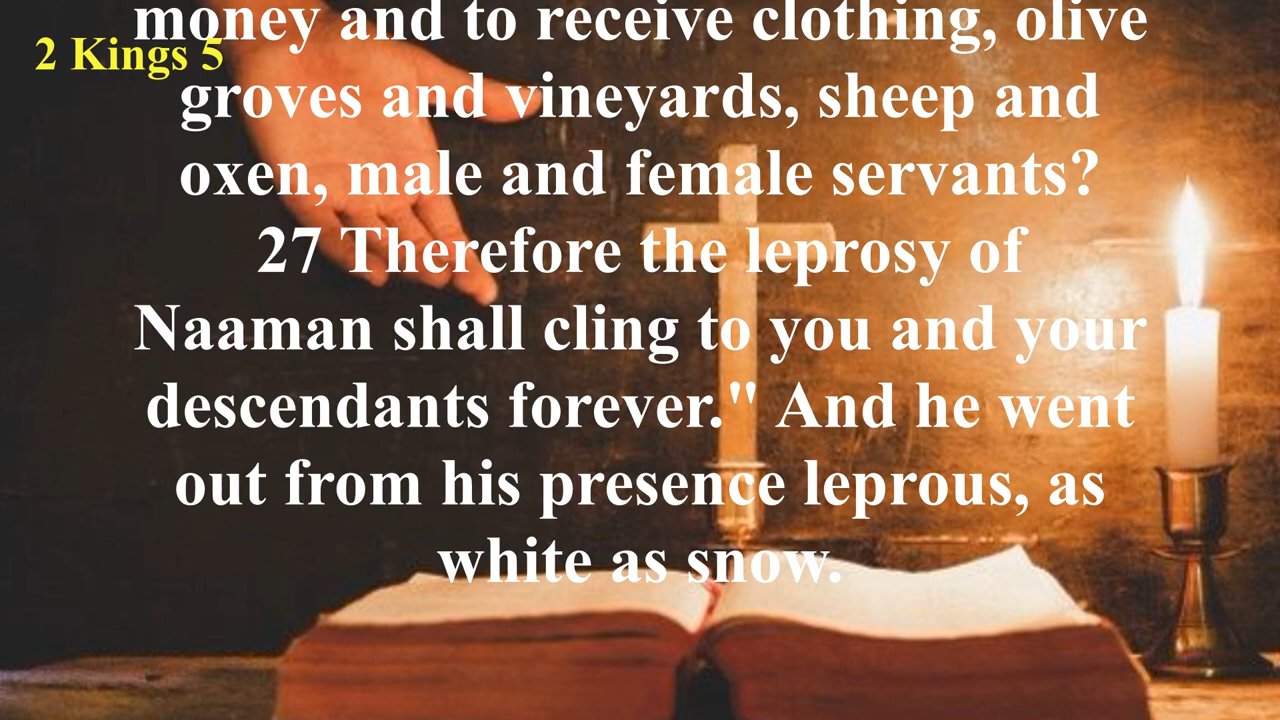 money and to receive clothing, olive
2 Kings 5
groves and vineyards, sheep and
oxen, male and female servants?
27 Therefore the leprosy of
Naaman shall cling to you and your
descendants forever." And he went
out from his presence leprous, as
white as snow.